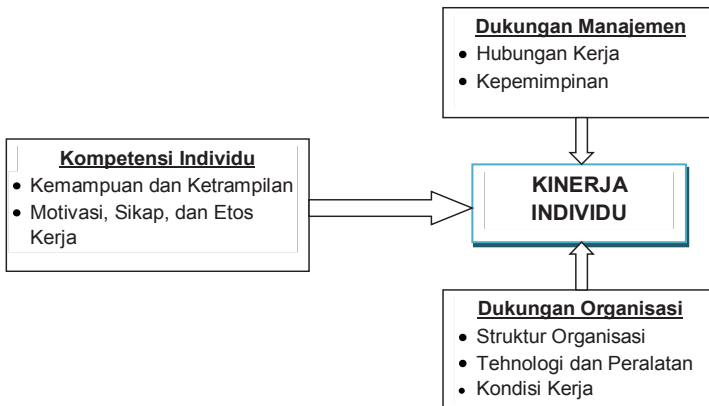 Dukungan Manajemen
• Hubungan Kerja
• Kepemimpinan
Kompetensi Individu
• Kemampuan dan Ketrampilan
• Motivasi, Sikap, dan Etos
Kerja
KINERJA
INDIVIDU
Dukungan Organisasi
• Struktur Organisasi
• Tehnologi dan Peralatan
• Kondisi Kerja